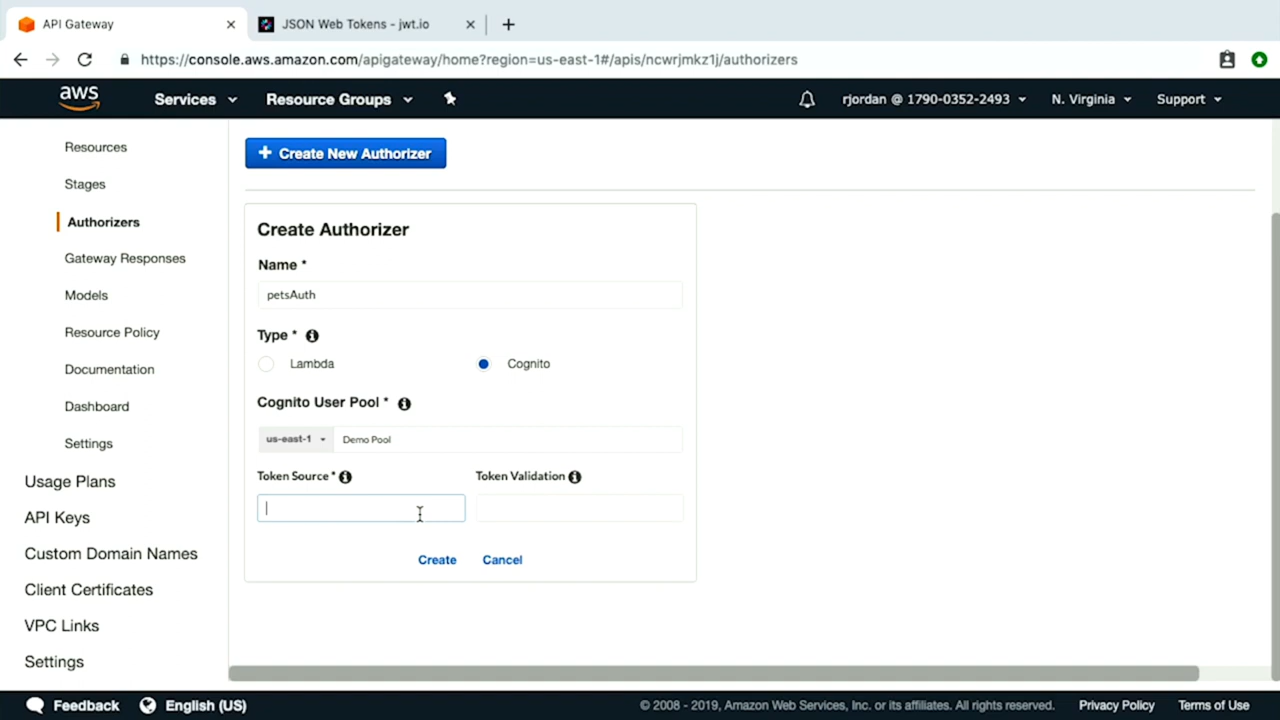 API Gateway
JSON Web Tokens - jwt.io
https://console.aws.amazon.com/apigateway/home?region=us-east-1#/apis/ncwrjmkz1j/authorizers
aws Services Resource Groups rjordan @ 1790-0352-2493 N. Virginia Support
Resources
Stages
Authorizers
Gateway Responses
Models
Resource Policy
Documentation
Dashboard
Settings
Usage Plans
API Keys
Custom Domain Names
Client Certificates
VPC Links
Settings
+ Create New Authorizer
Create Authorizer
Name *
petsAuth
Type *
Lambda Cognito
Cognito User Pool *
us-east-1 Demo Pool
Token Source * Token Validation
Create Cancel
Feedback English (US) © 2008 - 2019, Amazon Web Services, Inc. or its affiliates. All rights reserved. Privacy Policy Terms of Use